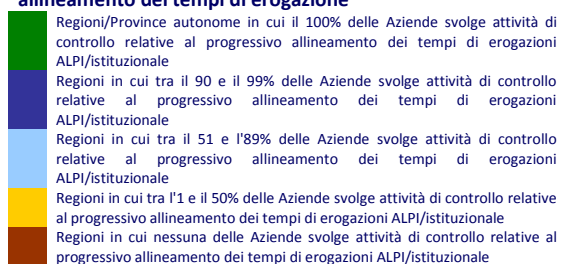 allineamento dei tempi di erogazione
Regioni/Province autonome in cui il 100% delle Aziende svolge attività di
controllo relative al progressivo allineamento dei tempi di erogazioni
ALPI/istituzionale
Regioni in cui tra il 90 e il 99% delle Aziende svolge attività di controllo
relative al progressivo allineamento dei tempi di erogazioni
ALPI/istituzionale
Regioni in cui tra il 51 e l'89% delle Aziende svolge attività di controllo
relative al progressivo allineamento dei tempi di erogazioni
ALPI/istituzionale
Regioni in cui tra l'1 e il 50% delle Aziende svolge attività di controllo relative
al progressivo allineamento dei tempi di erogazioni ALPI/istituzionale
Regioni in cui nessuna delle Aziende svolge attività di controllo relative al
progressivo allineamento dei tempi di erogazioni ALPI/istituzionale